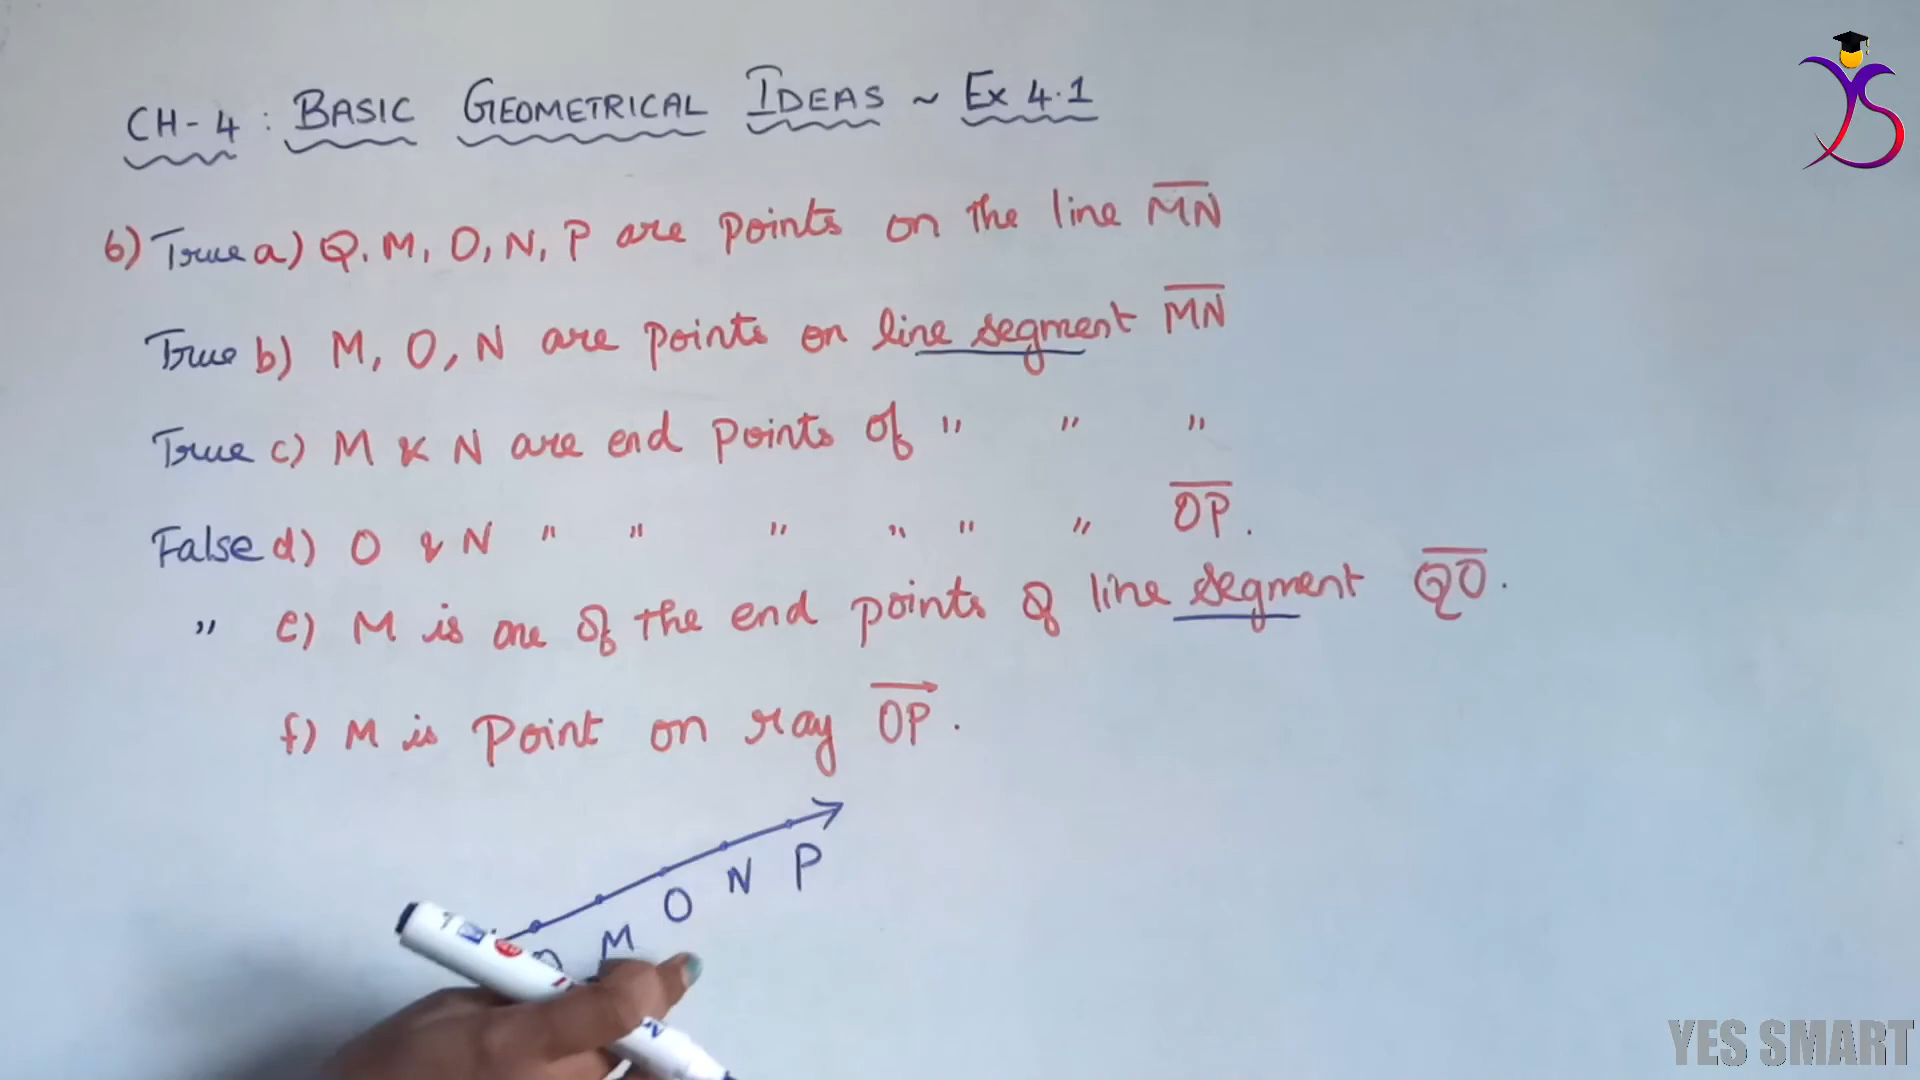 CH-4 : BASIC GEOMETRICAL IDEAS ~ Ex 4.1
6) True a) Q, M, O, N, P are points on the line MN
True b) M, O, N are points on line segment MN
True c) M & N are end points of " " "
False d) O & N " " " " " " OP.
" e) M is one of the end points of line segment QO.
f) M is point on ray OP.
O N P
M
YES SMART